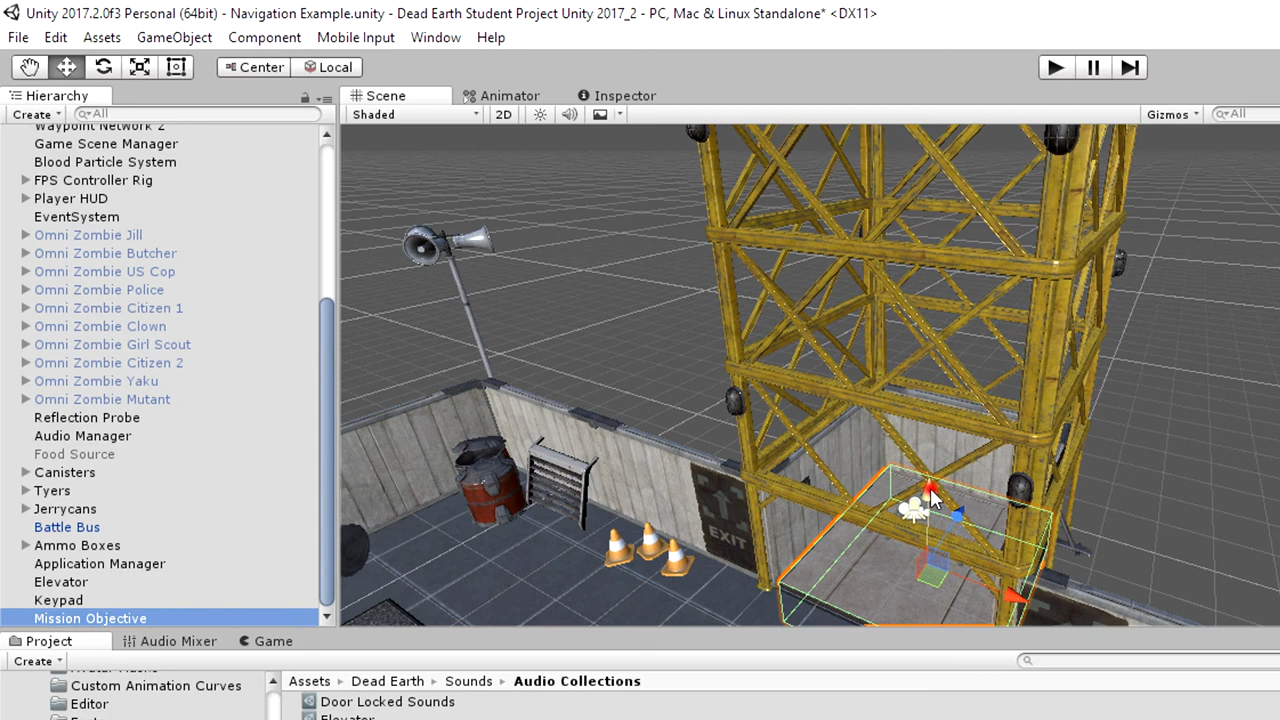 Unity 2017.2.0f3 Personal (64bit) - Navigation Example.unity - Dead Earth Student Project Unity 2017_2 - PC, Mac & Linux Standalone* <DX11>
File Edit Assets GameObject Component Mobile Input Window Help
Center Local
Hierarchy
Scene Animator Inspector
Create All
Shaded 2D Gizmos All
Waypoint Network 2
Game Scene Manager
Blood Particle System
FPS Controller Rig
Player HUD
EventSystem
Omni Zombie Jill
Omni Zombie Butcher
Omni Zombie US Cop
Omni Zombie Police
Omni Zombie Citizen 1
Omni Zombie Clown
Omni Zombie Girl Scout
Omni Zombie Citizen 2
Omni Zombie Yaku
Omni Zombie Mutant
Reflection Probe
Audio Manager
Food Source
Canisters
Tyers
Jerrycans
Battle Bus
Ammo Boxes
Application Manager
Elevator
Keypad
Mission Objective
EXIT
Project Audio Mixer Game
Create
Custom Animation Curves
Editor
Assets Dead Earth Sounds Audio Collections
Door Locked Sounds
Elevator